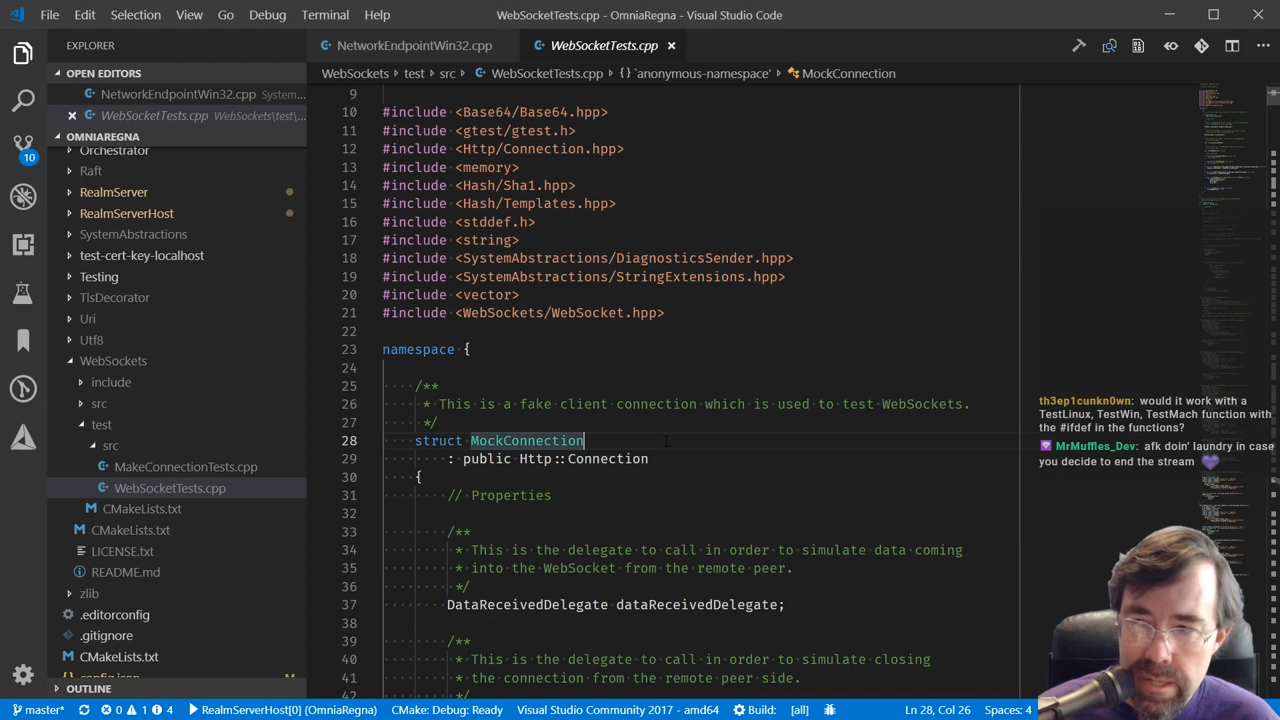 File Edit Selection View Go Debug Terminal Help
WebSocketTests.cpp - OmniaRegna - Visual Studio Code
EXPLORER
NetworkEndpointWin32.cpp
WebSocketTests.cpp
OPEN EDITORS
NetworkEndpointWin32.cpp System...
WebSocketTests.cpp WebSockets\test\...
OMNIAREGNA
Orchestrator
Raft
RealmServer
RealmServerHost
SystemAbstractions
test-cert-key-localhost
Testing
TlsDecorator
Uri
Utf8
WebSockets
include
src
test
src
MakeConnectionTests.cpp
WebSocketTests.cpp
CMakeLists.txt
CMakeLists.txt
LICENSE.txt
README.md
zlib
.editorconfig
.gitignore
CMakeLists.txt
config.json M
OUTLINE
10
WebSockets › test › src › WebSocketTests.cpp › {} `anonymous-namespace' › MockConnection
9
10 #include <Base64/Base64.hpp>
11 #include <gtest/gtest.h>
12 #include <Http/Connection.hpp>
13 #include <memory>
14 #include <Hash/Sha1.hpp>
15 #include <Hash/Templates.hpp>
16 #include <stddef.h>
17 #include <string>
18 #include <SystemAbstractions/DiagnosticsSender.hpp>
19 #include <SystemAbstractions/StringExtensions.hpp>
20 #include <vector>
21 #include <WebSockets/WebSocket.hpp>
22
23 namespace {
24
25 /**
26 * This is a fake client connection which is used to test WebSockets.
27 */
28 struct MockConnection
29 : public Http::Connection
30 {
31 // Properties
32
33 /**
34 * This is the delegate to call in order to simulate data coming
35 * into the WebSocket from the remote peer.
36 */
37 DataReceivedDelegate dataReceivedDelegate;
38
39 /**
40 * This is the delegate to call in order to simulate closing
41 * the connection from the remote peer side.
42 */
th3ep1cunkn0wn: would it work with a
TestLinux, TestWin, TestMach function with
the #ifdef in the functions?
MrMuffles_Dev: afk doin' laundry in case
you decide to end the stream
master* 0 1 4 RealmServerHost[0] (OmniaRegna) CMake: Debug: Ready Visual Studio Community 2017 - amd64 Build: [all] Ln 28, Col 26 Spaces: 4